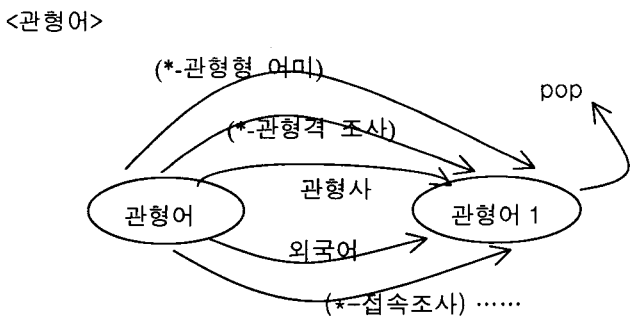 <관형어>
(*-관형형 어미)
pop
(*-관형격 조사)
관형사
관형어
관형어 1
외국어
(*-접속조사) ……